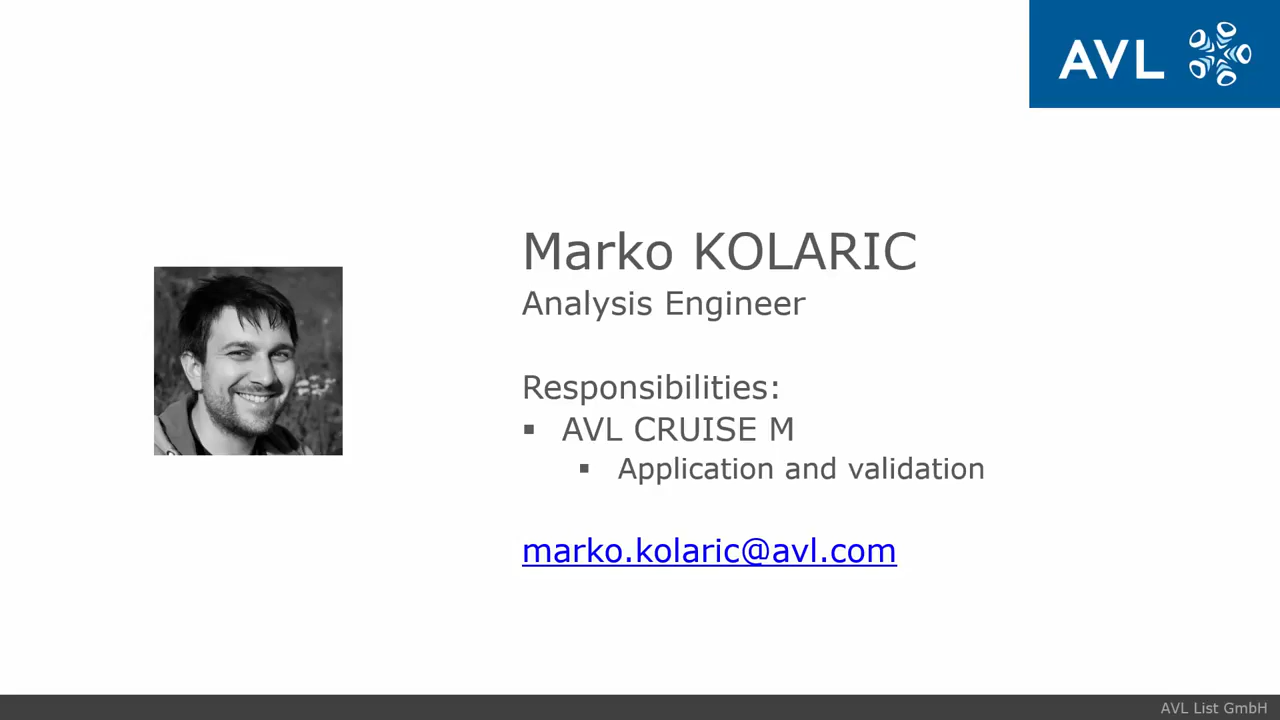 AVL
Marko KOLARIC
Analysis Engineer
Responsibilities:
▪ AVL CRUISE M
▪ Application and validation
marko.kolaric@avl.com
AVL List GmbH